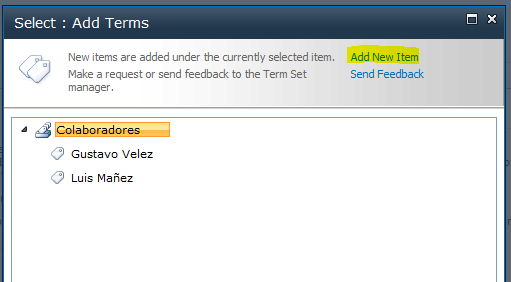 Select : Add Terms
New items are added under the currently selected item. Add New Item
Make a request or send feedback to the Term Set Send Feedback
manager.
Colaboradores
Gustavo Velez
Luis Mañez